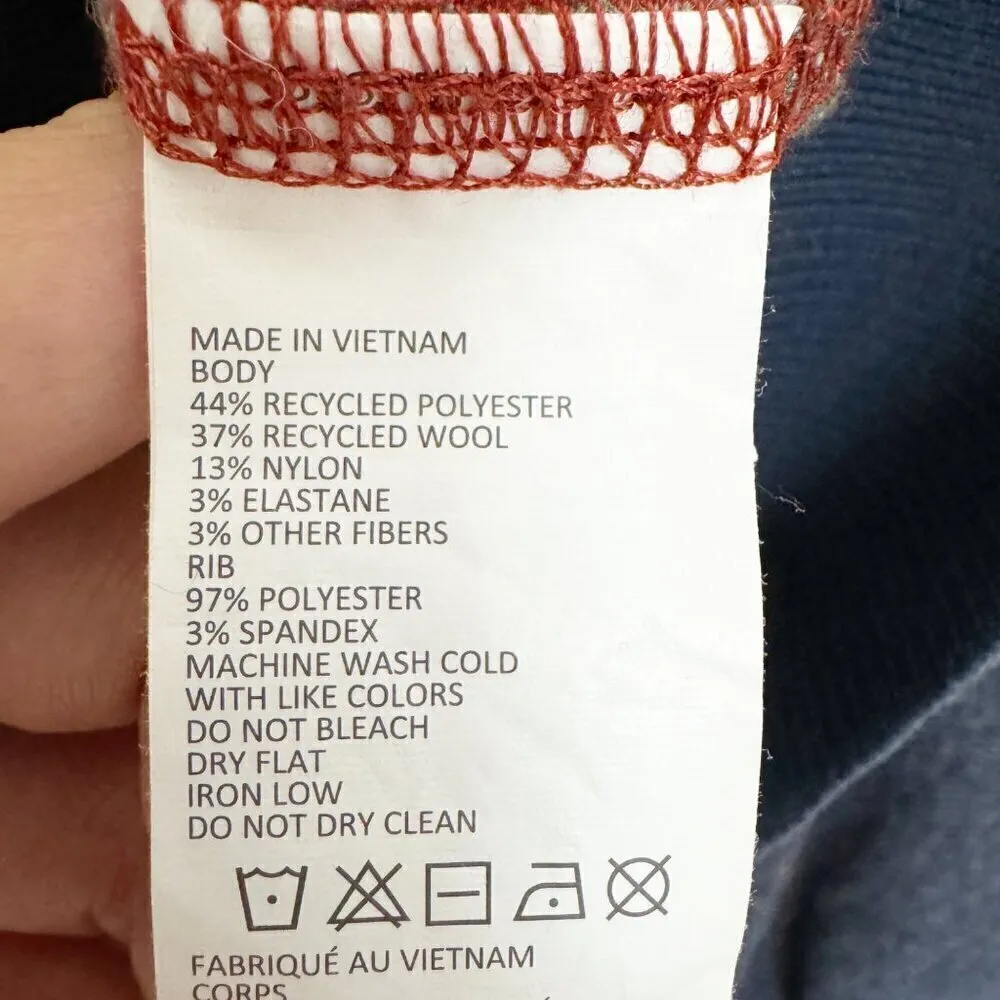 MADE IN VIETNAM
BODY
44% RECYCLED POLYESTER
37% RECYCLED WOOL
13% NYLON
3% ELASTANE
3% OTHER FIBERS
RIB
97% POLYESTER
3% SPANDEX
MACHINE WASH COLD
WITH LIKE COLORS
DO NOT BLEACH
DRY FLAT
IRON LOW
DO NOT DRY CLEAN
FABRIQUÉ AU VIETNAM
CORPS